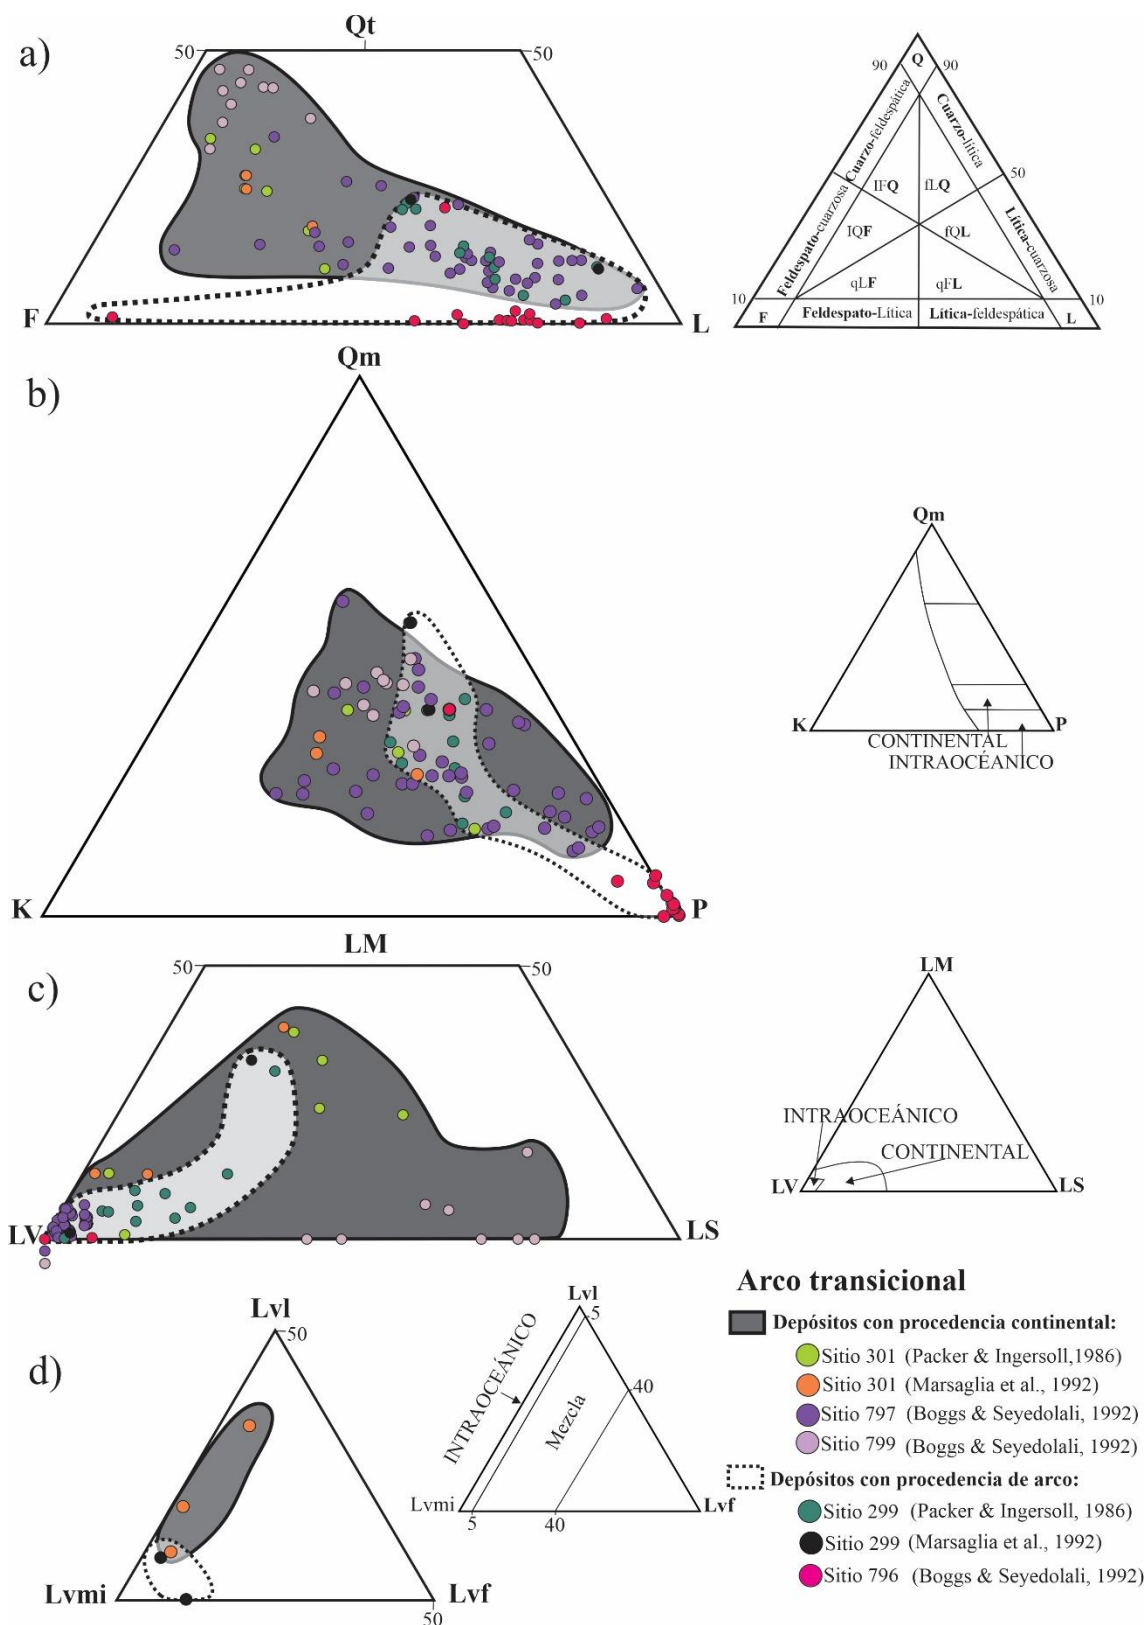 a)
Qt
50
50
F
L
Q
90
90
Cuarzo-feldespática
Cuarzo-lítica
50
lFQ
fLQ
Feldespato-cuarzosa
Lítica-cuarzosa
lQF
fQL
qLF
qFL
10
10
F
Feldespato-Lítica
Lítica-feldespática
L
b)
Qm
K
P
Qm
K
P
CONTINENTAL
INTRAOCÉANICO
c)
LM
50
50
LV
LS
LM
INTRAOCEÁNICO
CONTINENTAL
LV
LS
d)
Lvl
50
Lvmi
Lvf
50
Lvl
5
INTRAOCEÁNICO
40
Mezcla
Lvmi
Lvf
5
40
Arco transicional
Depósitos con procedencia continental:
Sitio 301 (Packer & Ingersoll,1986)
Sitio 301 (Marsaglia et al., 1992)
Sitio 797 (Boggs & Seyedolali, 1992)
Sitio 799 (Boggs & Seyedolali, 1992)
Depósitos con procedencia de arco:
Sitio 299 (Packer & Ingersoll, 1986)
Sitio 299 (Marsaglia et al., 1992)
Sitio 796 (Boggs & Seyedolali, 1992)